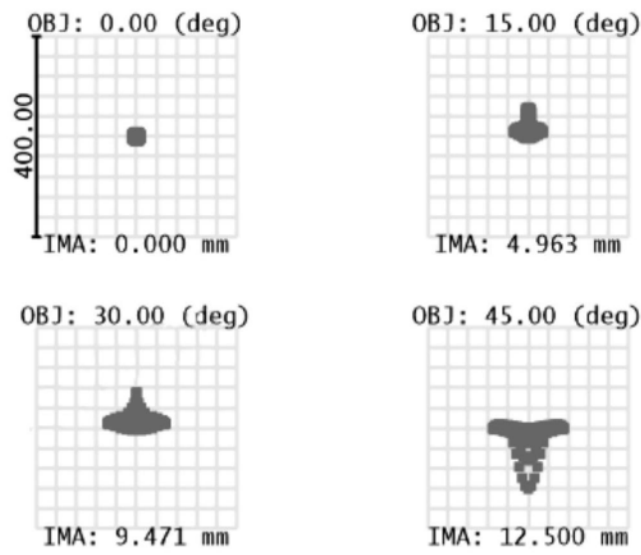 OBJ: 0.00 (deg)
OBJ: 15.00 (deg)
400.00
IMA: 0.000 mm
IMA: 4.963 mm
OBJ: 30.00 (deg)
OBJ: 45.00 (deg)
IMA: 9.471 mm
IMA: 12.500 mm